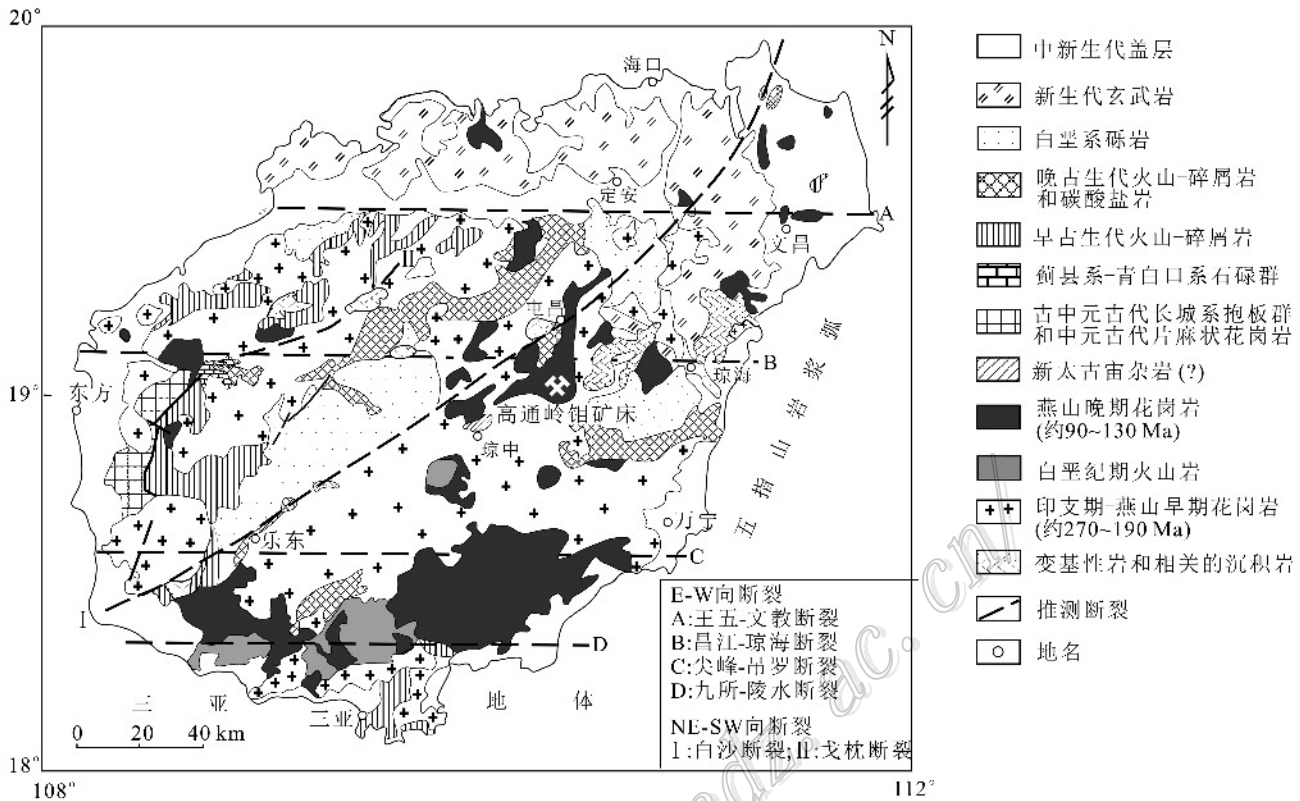 20°
N
海口
定安
A
文昌
屯昌
B
琼海
19°
东方
高通岭钼矿床
琼中
五指山岩浆弧
万宁
乐东
C
I
D
三亚地体
三亚
0 20 40 km
18°
108°
112°
E-W向断裂
A:王五-文教断裂
B:昌江-琼海断裂
C:尖峰-吊罗断裂
D:九所-陵水断裂
NE-SW向断裂
I:白沙断裂;II:戈枕断裂
中新生代盖层
新生代玄武岩
白垩系砾岩
晚古生代火山-碎屑岩
和碳酸盐岩
早古生代火山-碎屑岩
蓟县系-青白口系石碌群
古中元古代长城系抱板群
和中元古代片麻状花岗岩
新太古宙杂岩(?)
燕山晚期花岗岩
(约90~130 Ma)
白垩纪期火山岩
印支期-燕山早期花岗岩
(约270~190 Ma)
变基性岩和相关的沉积岩
推测断裂
地名